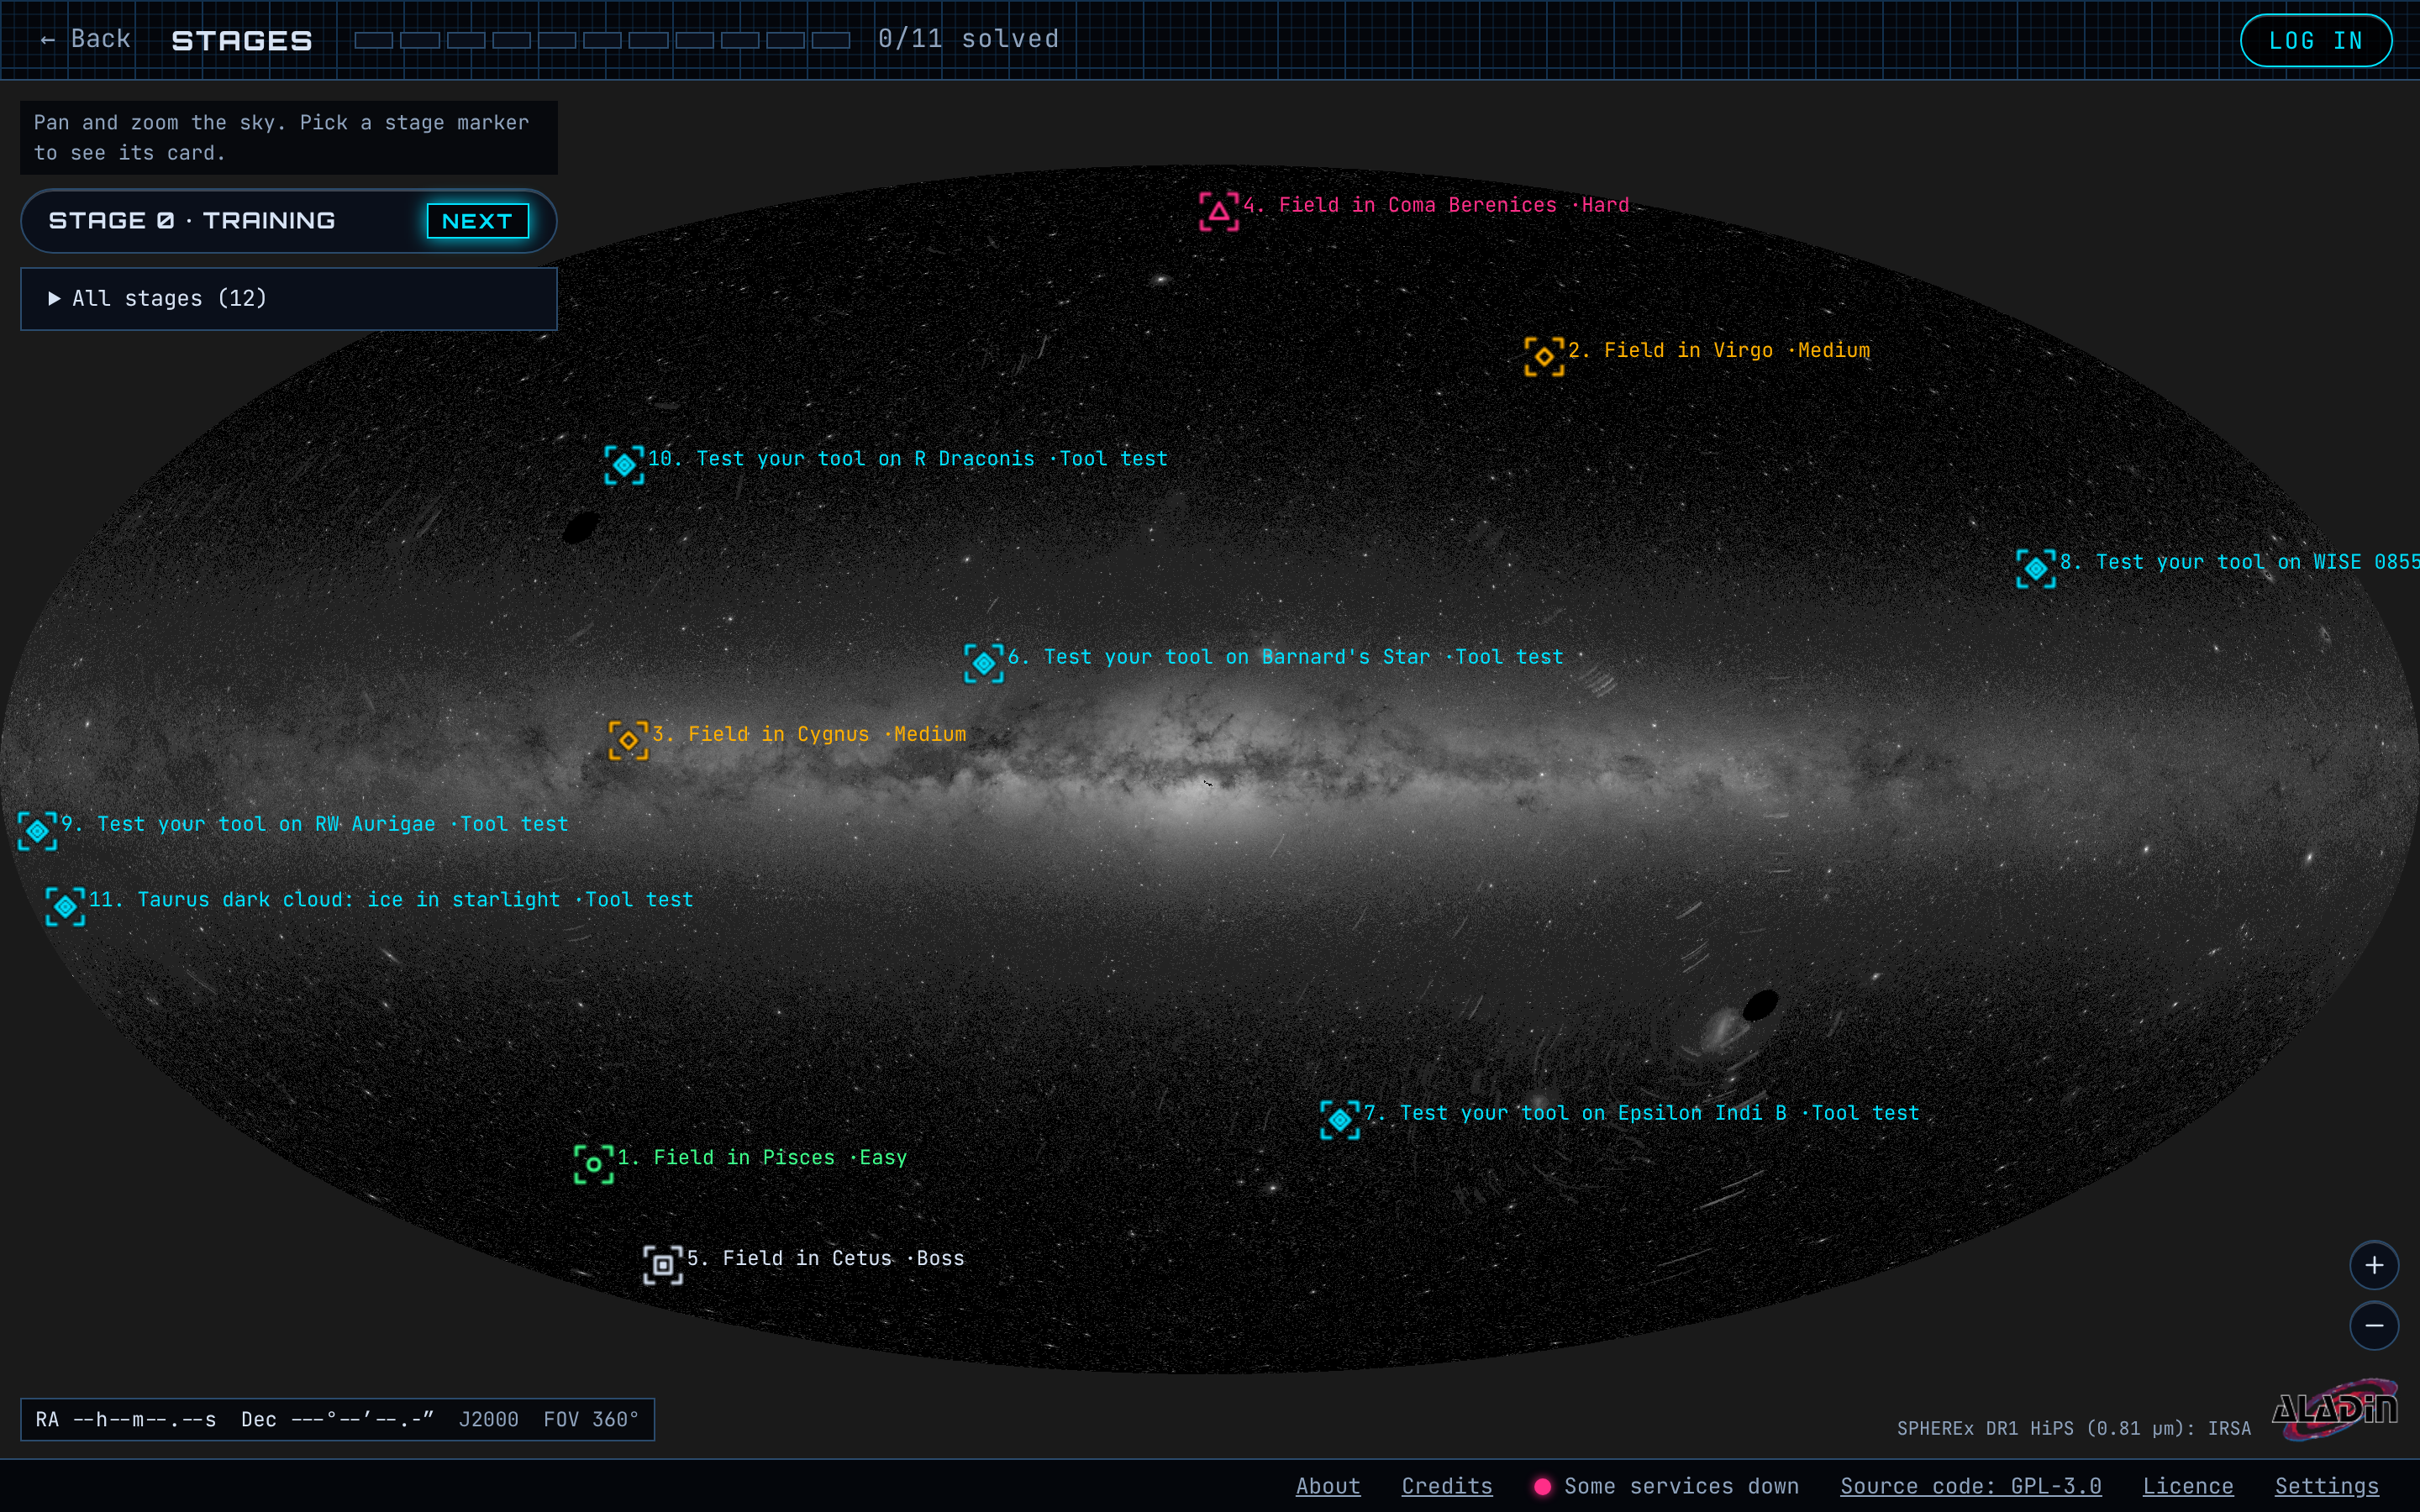 ← Back STAGES 0/11 solved LOG IN
Pan and zoom the sky. Pick a stage marker
to see its card.
STAGE 0 · TRAINING NEXT
▶ All stages (12)
4. Field in Coma Berenices ·Hard
2. Field in Virgo ·Medium
10. Test your tool on R Draconis ·Tool test
8. Test your tool on WISE 0855
6. Test your tool on Barnard's Star ·Tool test
3. Field in Cygnus ·Medium
9. Test your tool on RW Aurigae ·Tool test
11. Taurus dark cloud: ice in starlight ·Tool test
7. Test your tool on Epsilon Indi B ·Tool test
1. Field in Pisces ·Easy
5. Field in Cetus ·Boss
+
−
RA --h--m--.--s Dec ---°--′--.-″ J2000 FOV 360°
SPHEREx DR1 HiPS (0.81 µm): IRSA ALADIN
About Credits Some services down Source code: GPL-3.0 Licence Settings